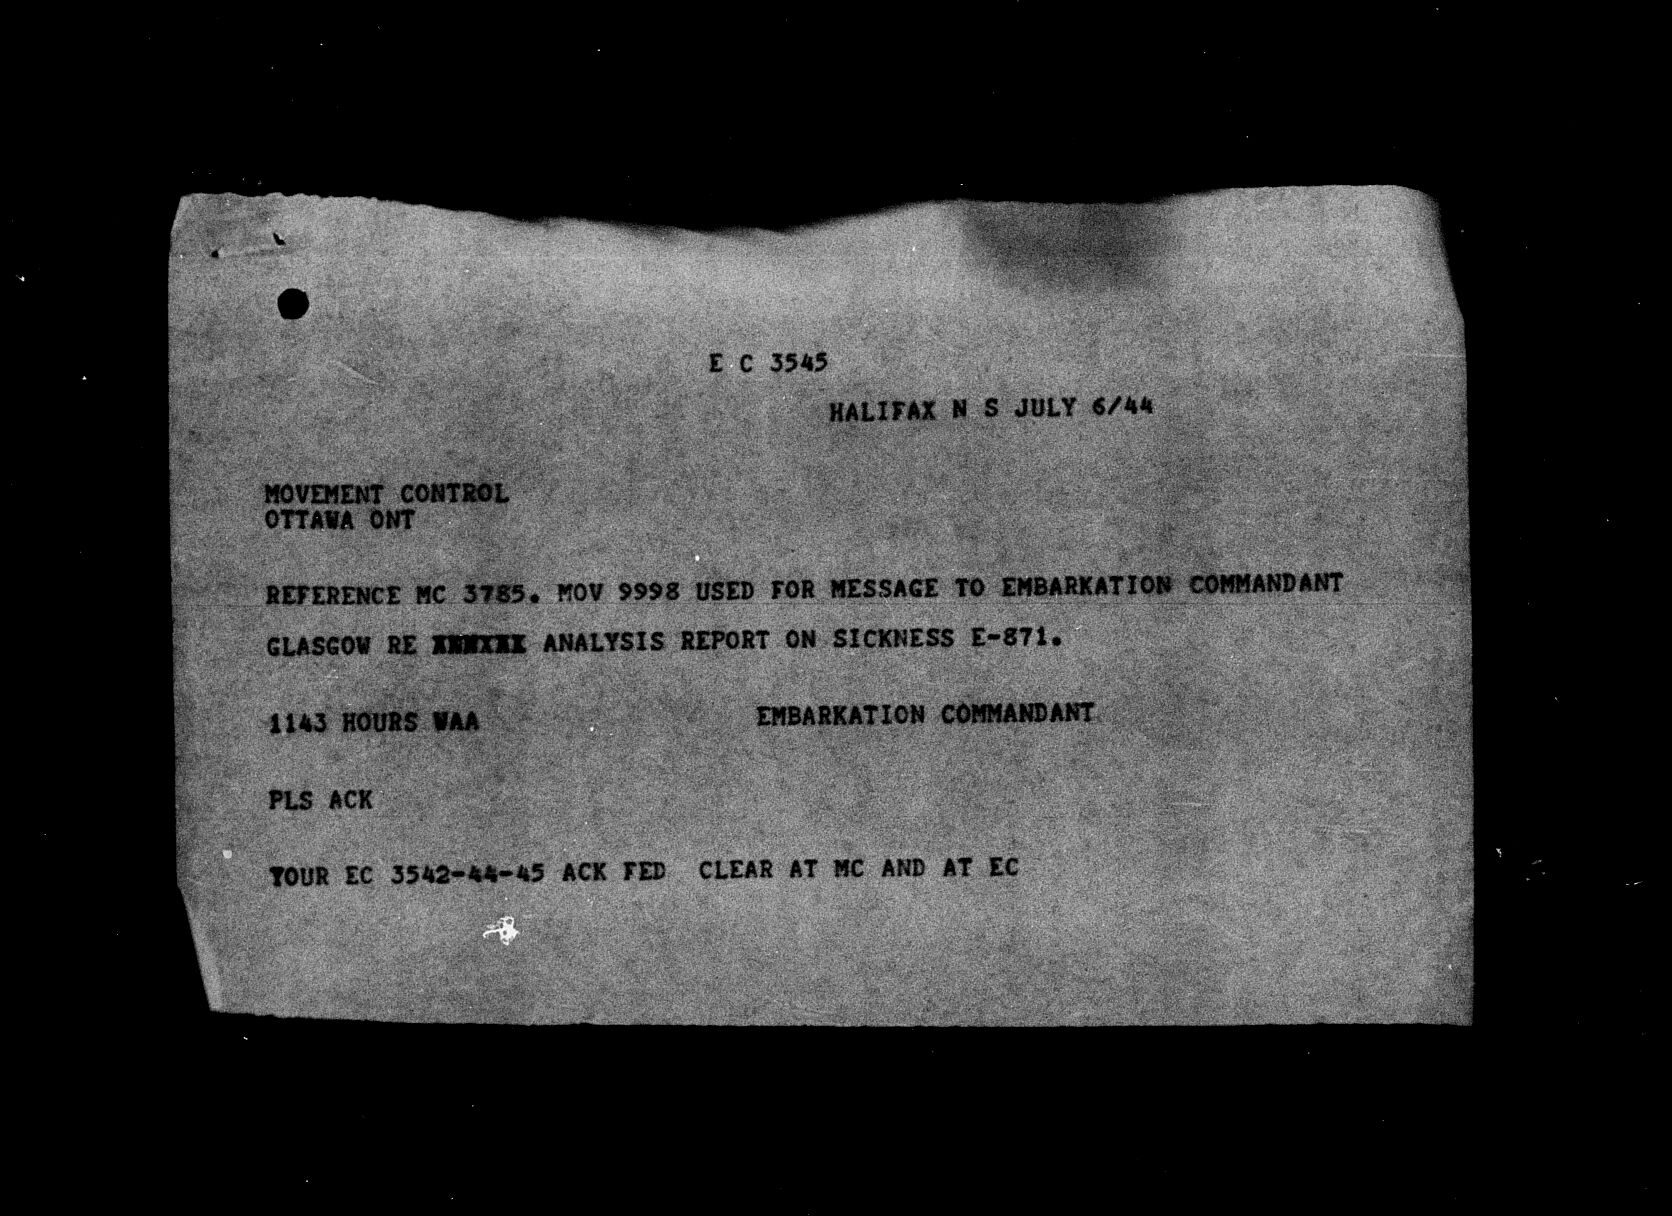 E C 3545
HALIFAX N S JULY 6/44
MOVEMENT CONTROL
OTTAWA ONT
REFERENCE MC 3785. MOV 9998 USED FOR MESSAGE TO EMBARKATION COMMANDANT
GLASGOW RE ANALYSIS REPORT ON SICKNESS E-871.
1143 HOURS WAA EMBARKATION COMMANDANT
PLS ACK
YOUR EC 3542-44-45 ACK FED CLEAR AT MC AND AT EC